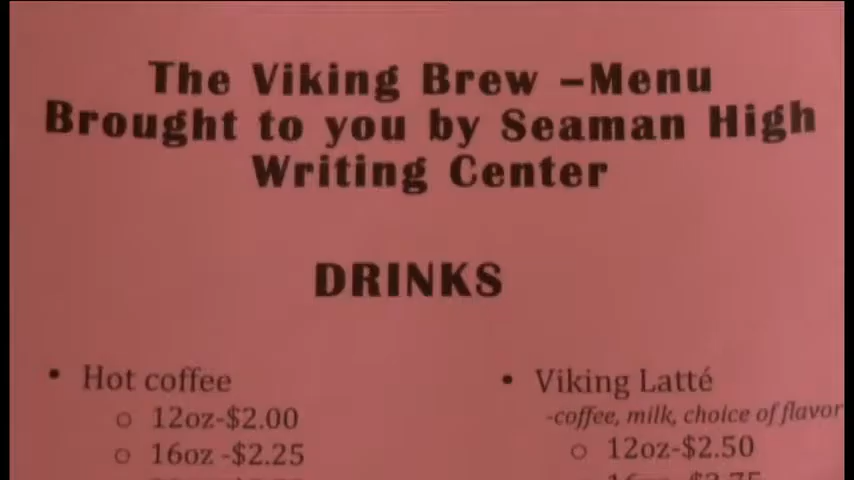 The Viking Brew –Menu
Brought to you by Seaman High
Writing Center
DRINKS
• Hot coffee
o 12oz-$2.00
o 16oz -$2.25
• Viking Latté
-coffee, milk, choice of flavor
o 12oz-$2.50